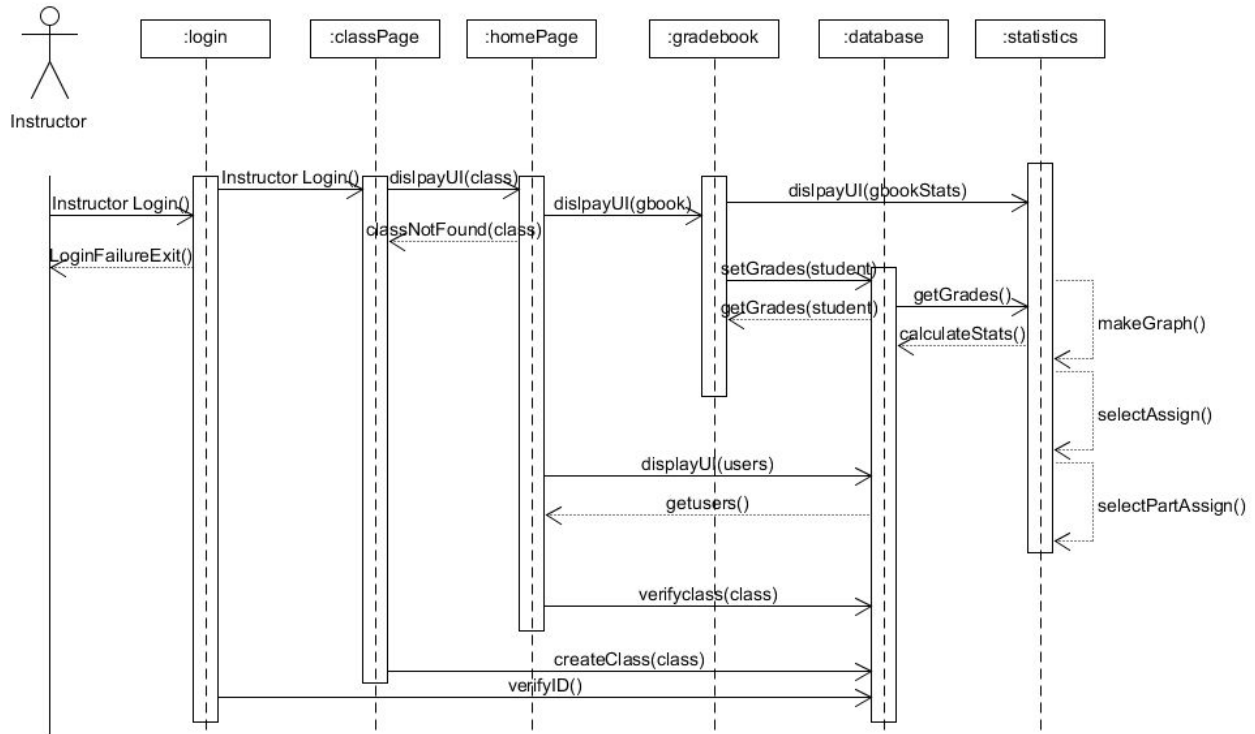 :login
:classPage
:homePage
:gradebook
:database
:statistics
Instructor
Instructor Login()
dislpayUI(class)
dislpayUI(gbookStats)
Instructor Login()
dislpayUI(gbook)
classNotFound(class)
LoginFailureExit()
setGrades(student)
getGrades()
getGrades(student)
makeGraph()
calculateStats()
selectAssign()
displayUI(users)
getusers()
selectPartAssign()
verifyclass(class)
createClass(class)
verifyID()